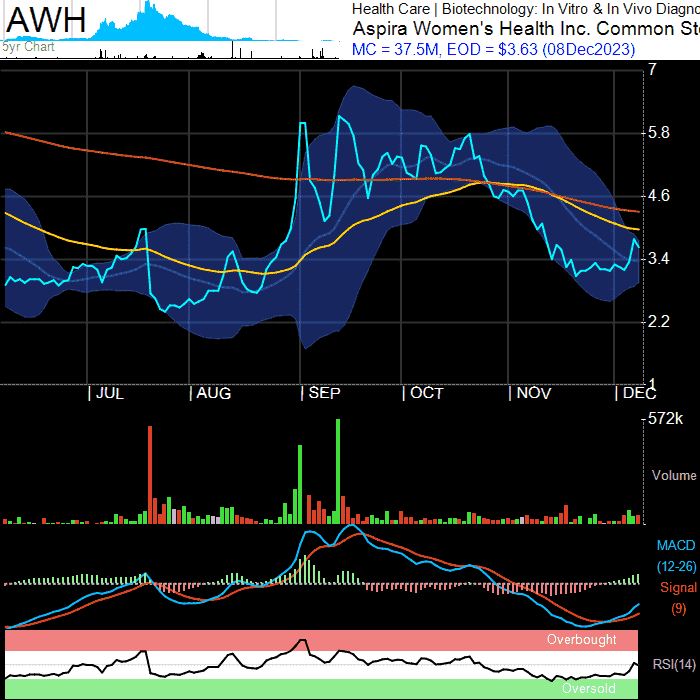 AWH
5yr Chart
Health Care | Biotechnology: In Vitro & In Vivo Diagno
Aspira Women's Health Inc. Common Sto
MC = 37.5M, EOD = $3.63 (08Dec2023)
7
5.8
4.6
3.4
2.2
1
| JUL | AUG | SEP | OCT | NOV | DEC
572k
Volume
MACD
(12-26)
Signal
(9)
Overbought
RSI(14)
Oversold